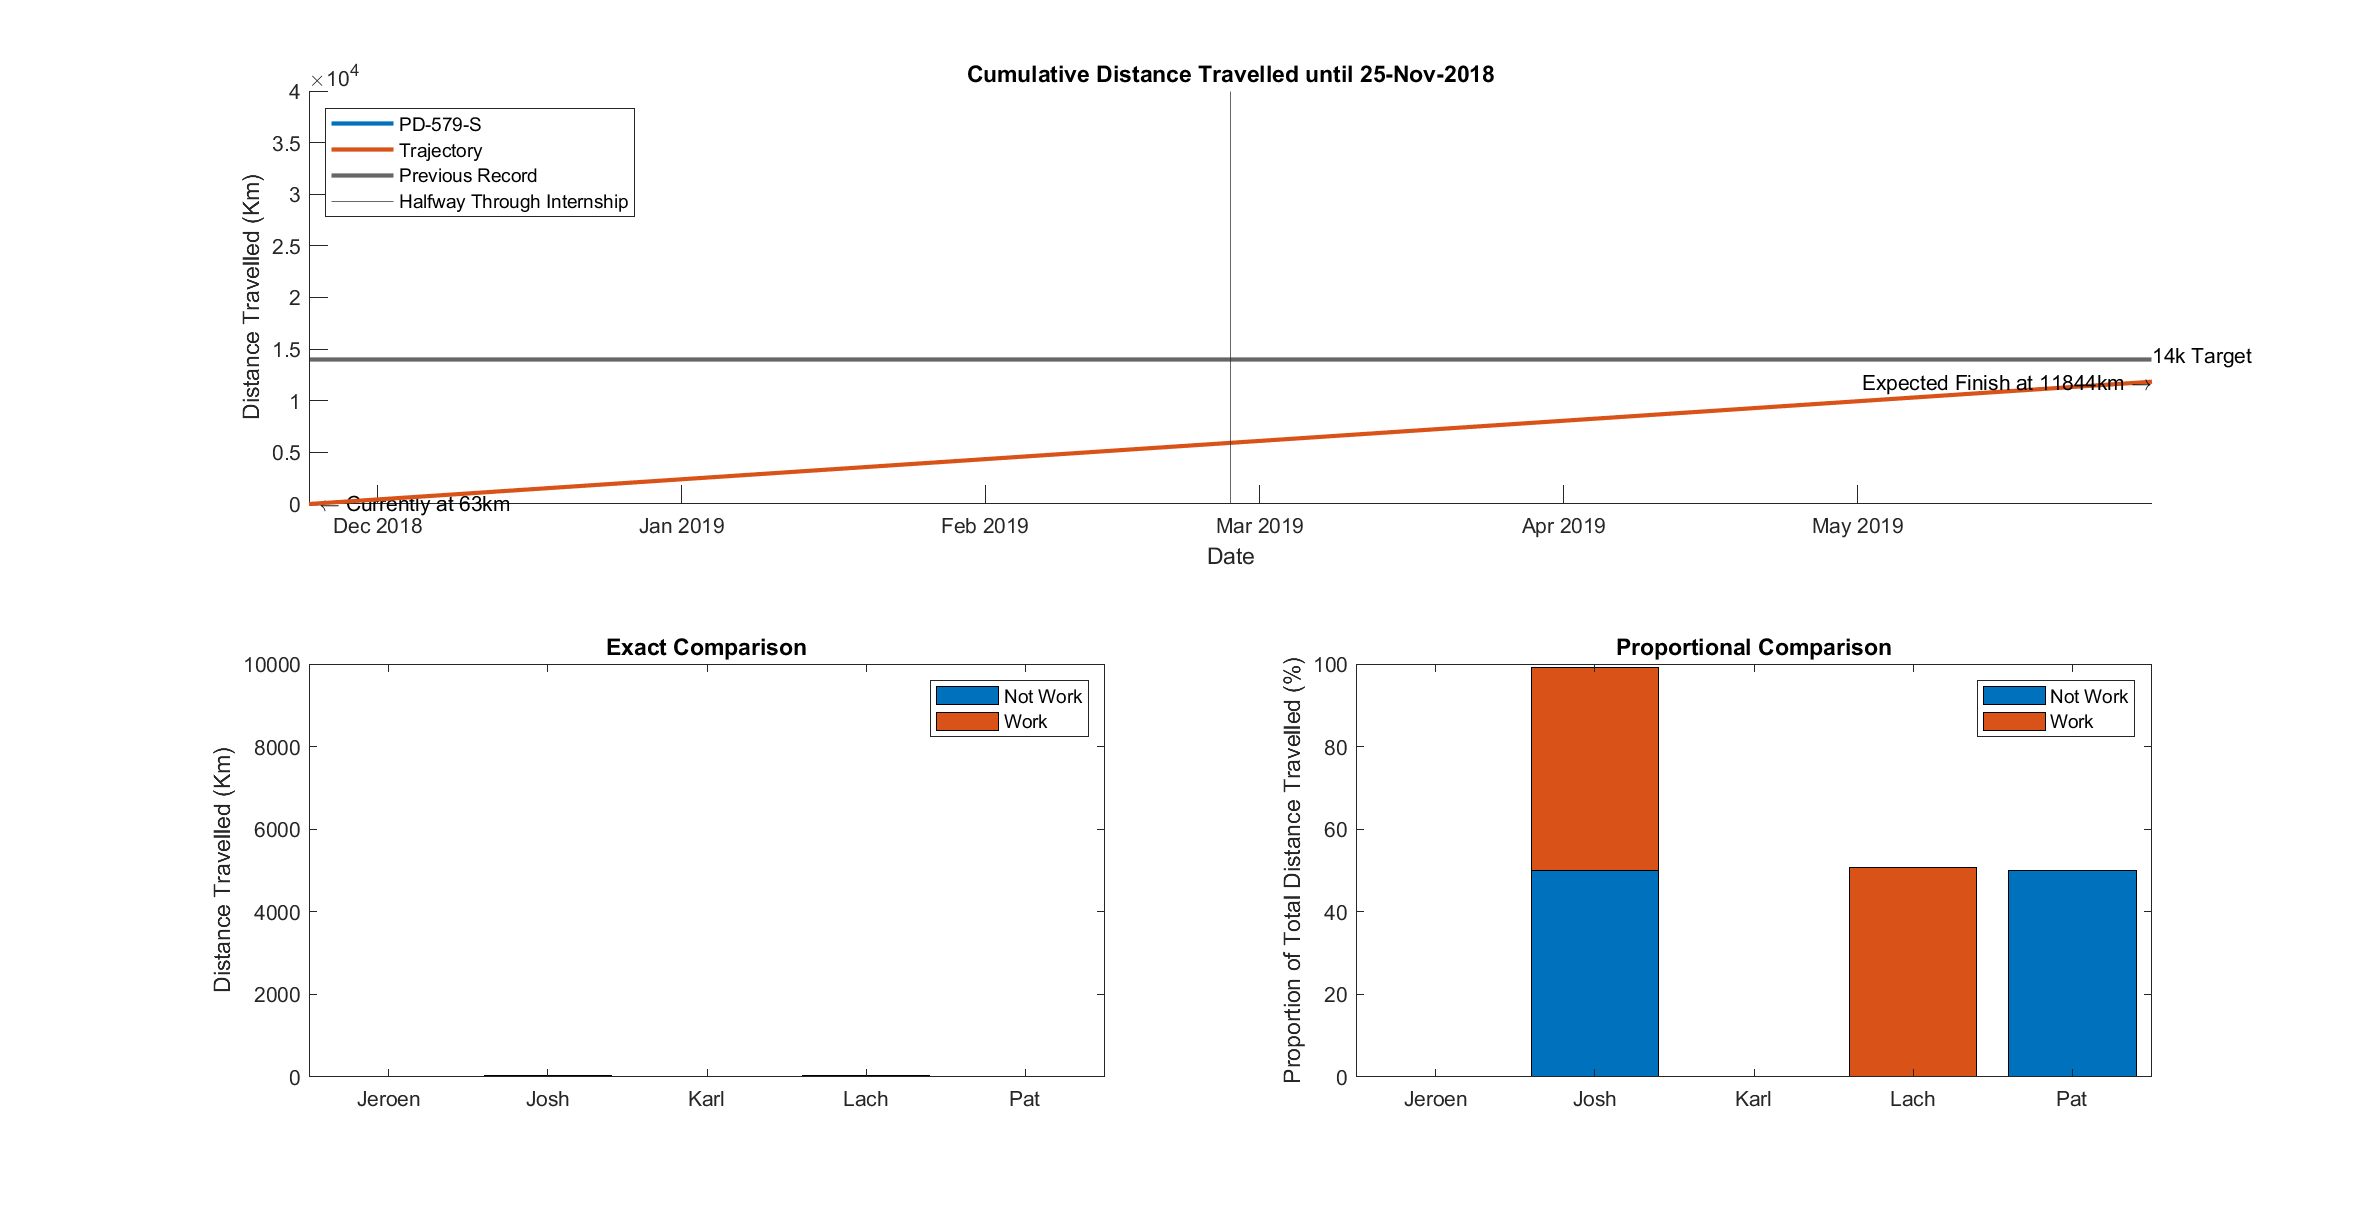 Cumulative Distance Travelled until 25-Nov-2018
×10^4
4
3.5
3
2.5
2
1.5
1
0.5
0
Distance Travelled (Km)
PD-579-S
Trajectory
Previous Record
Halfway Through Internship
14k Target
Expected Finish at 11844km →
← Currently at 63km
Dec 2018
Jan 2019
Feb 2019
Mar 2019
Apr 2019
May 2019
Date
Exact Comparison
10000
8000
6000
4000
2000
0
Distance Travelled (Km)
Not Work
Work
Jeroen
Josh
Karl
Lach
Pat
Proportional Comparison
100
80
60
40
20
0
Proportion of Total Distance Travelled (%)
Not Work
Work
Jeroen
Josh
Karl
Lach
Pat